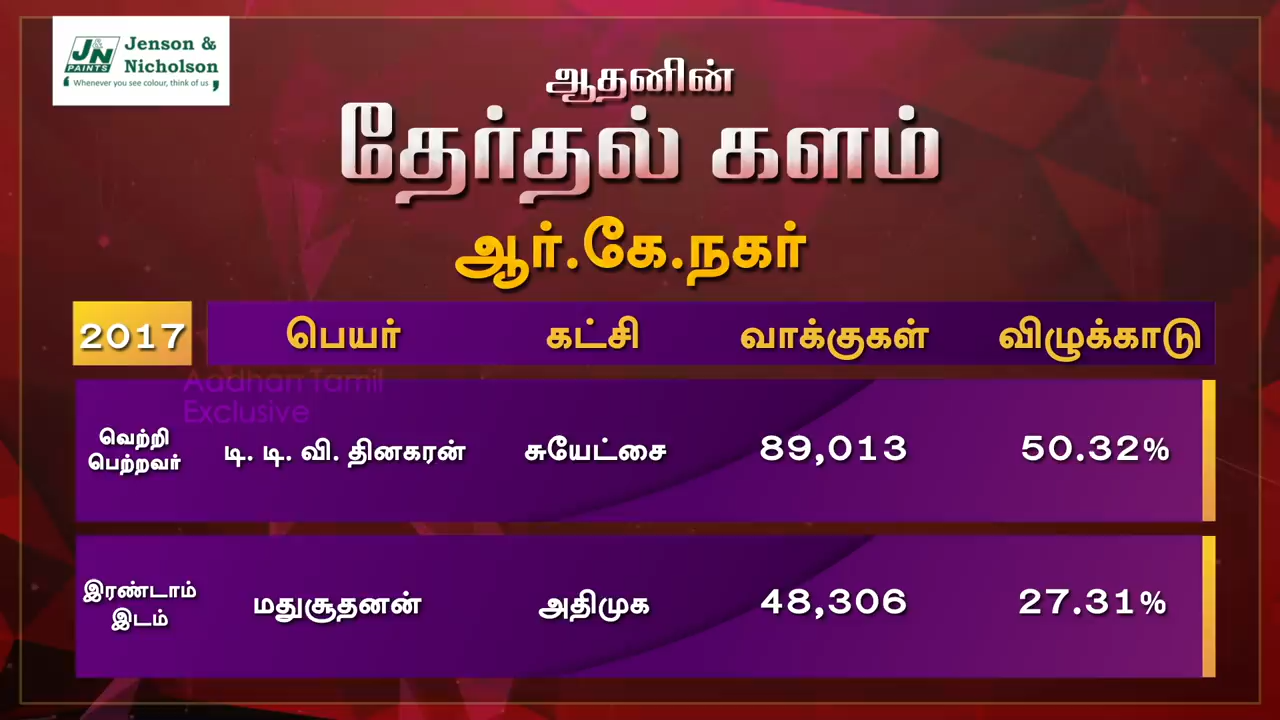 Jenson &
Nicholson
J&N
PAINTS
❛ Whenever you see colour, think of us ❜
ஆதனின்
தேர்தல் களம்
ஆர்.கே.நகர்
2017 பெயர் கட்சி வாக்குகள் விழுக்காடு
Aadhan Tamil
Exclusive
வெற்றி
பெற்றவர்
டி. டி. வி. தினகரன் சுயேட்சை 89,013 50.32%
இரண்டாம்
இடம்
மதுசூதனன் அதிமுக 48,306 27.31%